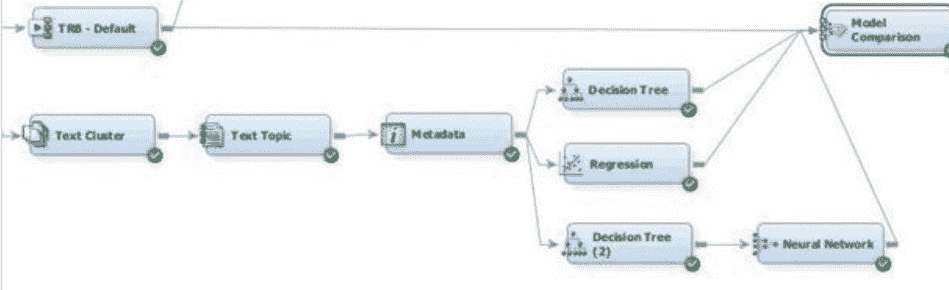 TRB - Default
Model
Comparison
Decision Tree
Text Cluster
Text Topic
Metadata
Regression
Decision Tree
(2)
Neural Network